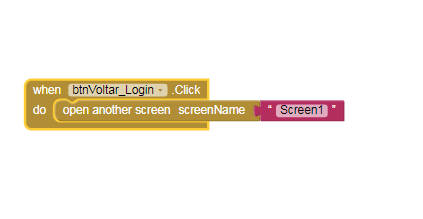 when btnVoltar_Login .Click
do open another screen screenName “ Screen1 ”